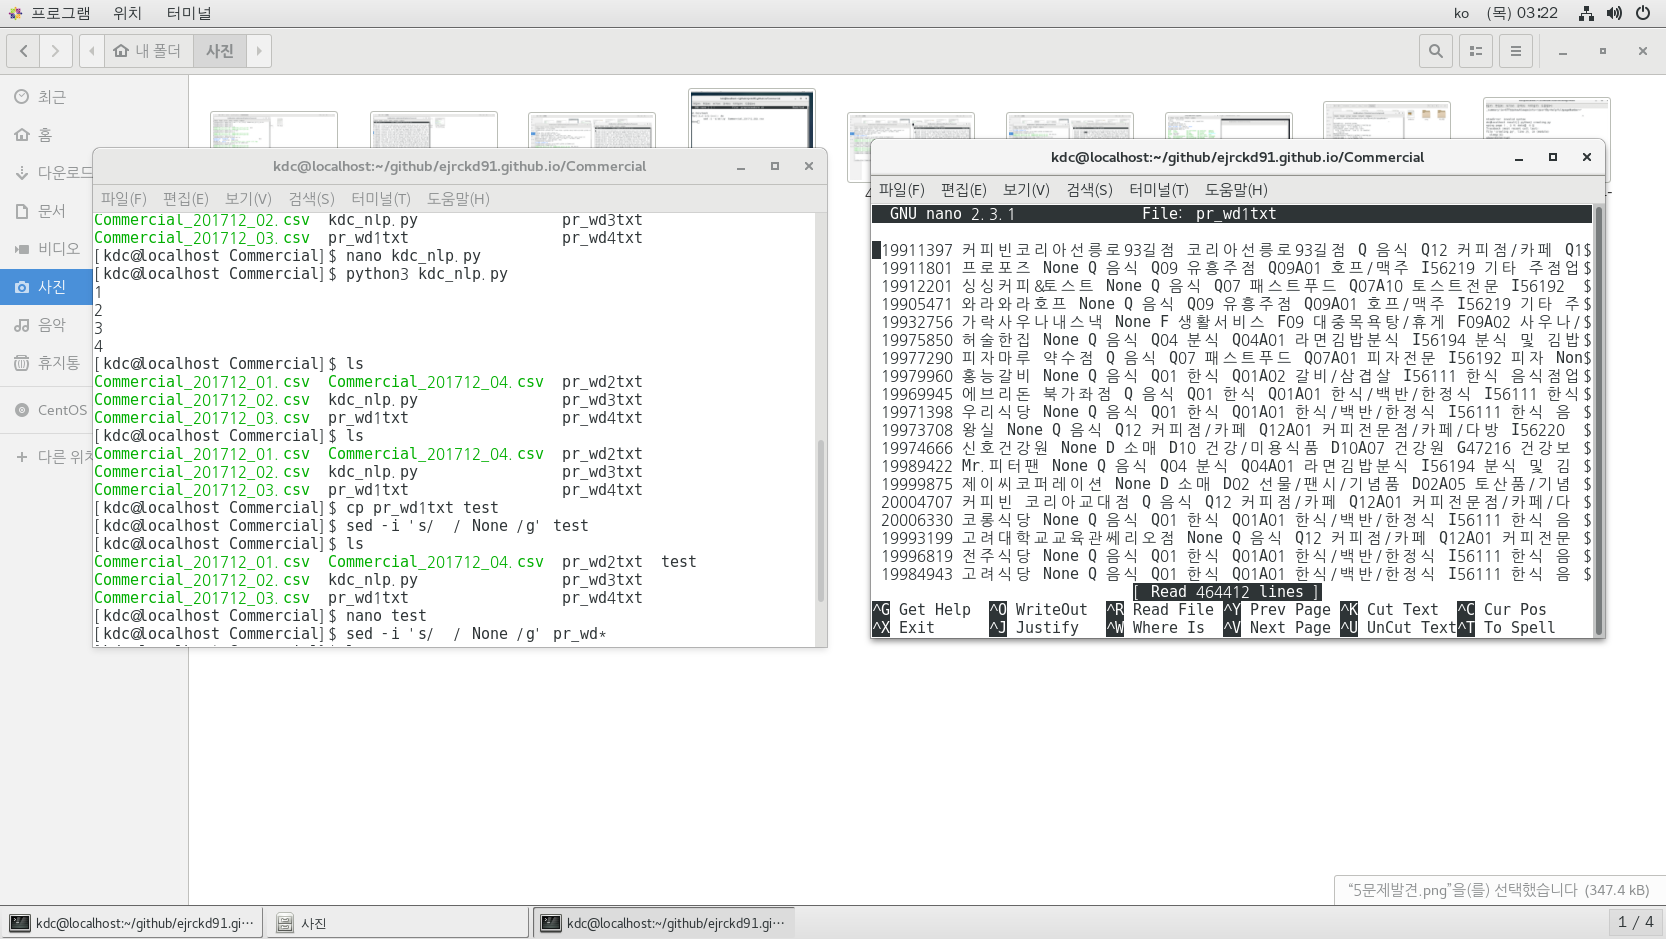 프로그램 위치 터미널 ko (목) 03:22
내 폴더 사진
최근
홈
다운로드
문서
비디오
사진
음악
휴지통
CentOS
다른 위치
kdc@localhost:~/github/ejrckd91.github.io/Commercial
파일(F) 편집(E) 보기(V) 검색(S) 터미널(T) 도움말(H)
Commercial_201712_02.csv kdc_nlp.py pr_wd3txt
Commercial_201712_03.csv pr_wd1txt pr_wd4txt
[kdc@localhost Commercial]$ nano kdc_nlp.py
[kdc@localhost Commercial]$ python3 kdc_nlp.py
1
2
3
4
[kdc@localhost Commercial]$ ls
Commercial_201712_01.csv Commercial_201712_04.csv pr_wd2txt
Commercial_201712_02.csv kdc_nlp.py pr_wd3txt
Commercial_201712_03.csv pr_wd1txt pr_wd4txt
[kdc@localhost Commercial]$ ls
Commercial_201712_01.csv Commercial_201712_04.csv pr_wd2txt
Commercial_201712_02.csv kdc_nlp.py pr_wd3txt
Commercial_201712_03.csv pr_wd1txt pr_wd4txt
[kdc@localhost Commercial]$ cp pr_wd1txt test
[kdc@localhost Commercial]$ sed -i 's/  / None /g' test
[kdc@localhost Commercial]$ ls
Commercial_201712_01.csv Commercial_201712_04.csv pr_wd2txt test
Commercial_201712_02.csv kdc_nlp.py pr_wd3txt
Commercial_201712_03.csv pr_wd1txt pr_wd4txt
[kdc@localhost Commercial]$ nano test
[kdc@localhost Commercial]$ sed -i 's/  / None /g' pr_wd*
kdc@localhost:~/github/ejrckd91.github.io/Commercial
파일(F) 편집(E) 보기(V) 검색(S) 터미널(T) 도움말(H)
GNU nano 2.3.1 File: pr_wd1txt
19911397 커피빈코리아선릉로93길점 코리아선릉로93길점 Q 음식 Q12 커피점/카페 Q1$
19911801 프로포즈 None Q 음식 Q09 유흥주점 Q09A01 호프/맥주 I56219 기타 주점업$
19912201 싱싱커피&토스트 None Q 음식 Q07 패스트푸드 Q07A10 토스트전문 I56192 $
19905471 와라와라호프 None Q 음식 Q09 유흥주점 Q09A01 호프/맥주 I56219 기타 주$
19932756 가락사우나내스낵 None F 생활서비스 F09 대중목욕탕/휴게 F09A02 사우나/$
19975850 허술한집 None Q 음식 Q04 분식 Q04A01 라면김밥분식 I56194 분식 및 김밥$
19977290 피자마루 약수점 Q 음식 Q07 패스트푸드 Q07A01 피자전문 I56192 피자 Non$
19979960 홍능갈비 None Q 음식 Q01 한식 Q01A02 갈비/삼겹살 I56111 한식 음식점업$
19969945 에브리돈 북가좌점 Q 음식 Q01 한식 Q01A01 한식/백반/한정식 I56111 한식$
19971398 우리식당 None Q 음식 Q01 한식 Q01A01 한식/백반/한정식 I56111 한식 음 $
19973708 왕실 None Q 음식 Q12 커피점/카페 Q12A01 커피전문점/카페/다방 I56220 $
19974666 신호건강원 None D 소매 D10 건강/미용식품 D10A07 건강원 G47216 건강보 $
19989422 Mr.피터팬 None Q 음식 Q04 분식 Q04A01 라면김밥분식 I56194 분식 및 김 $
19999875 제이씨코퍼레이션 None D 소매 D02 선물/팬시/기념품 D02A05 토산품/기념 $
20004707 커피빈 코리아교대점 Q 음식 Q12 커피점/카페 Q12A01 커피전문점/카페/다 $
20006330 코롱식당 None Q 음식 Q01 한식 Q01A01 한식/백반/한정식 I56111 한식 음 $
19993199 고려대학교교육관쎄리오점 None Q 음식 Q12 커피점/카페 Q12A01 커피전문 $
19996819 전주식당 None Q 음식 Q01 한식 Q01A01 한식/백반/한정식 I56111 한식 음 $
19984943 고려식당 None Q 음식 Q01 한식 Q01A01 한식/백반/한정식 I56111 한식 음 $
[ Read 464412 lines ]
^G Get Help ^O WriteOut ^R Read File ^Y Prev Page ^K Cut Text ^C Cur Pos
^X Exit ^J Justify ^W Where Is ^V Next Page ^U UnCut Text ^T To Spell
“5문제발견.png”을(를) 선택했습니다 (347.4 kB)
kdc@localhost:~/github/ejrckd91.gi… 사진 kdc@localhost:~/github/ejrckd91.gi… 1 / 4